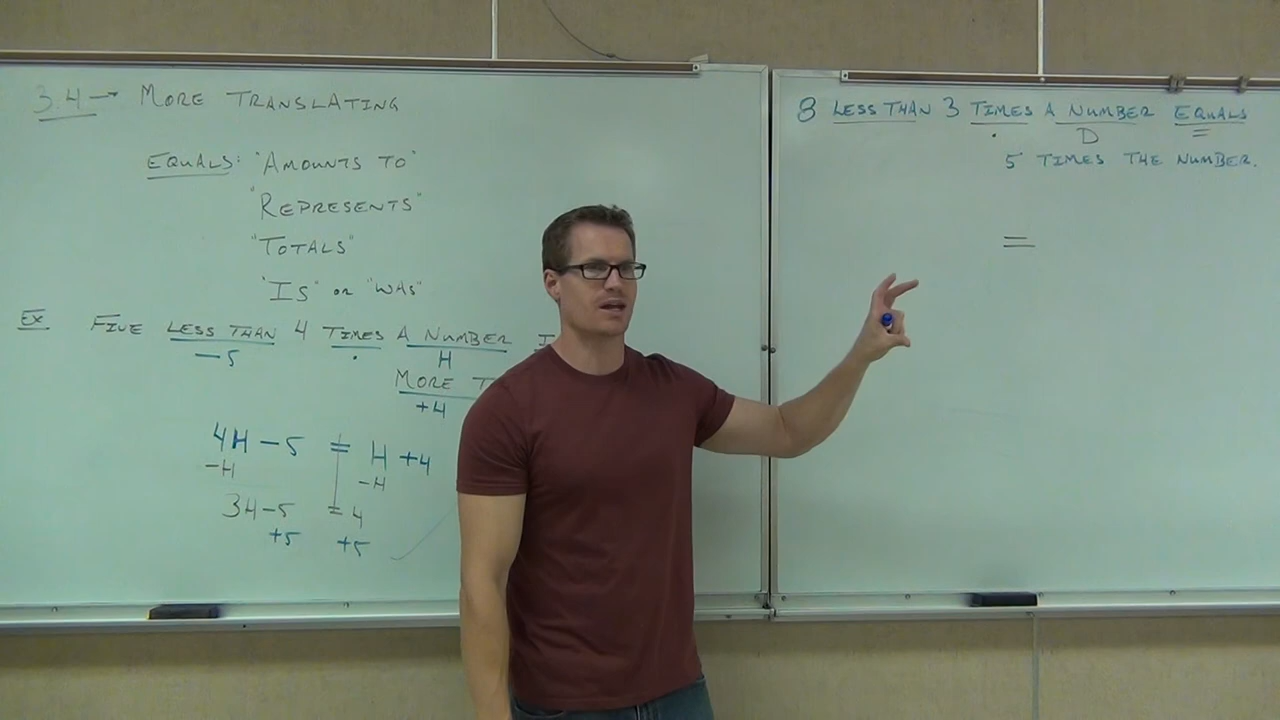 3.4 → MORE TRANSLATING
EQUALS: "AMOUNTS TO"
"REPRESENTS"
"TOTALS"
"IS" OR "WAS"
EX FIVE LESS THAN 4 TIMES A NUMBER
-5 · H
MORE
+4
4H - 5 = H + 4
-H -H
3H - 5 = 4
+5 +5
8 LESS THAN 3 TIMES A NUMBER EQUALS
· D =
5 TIMES THE NUMBER.
=